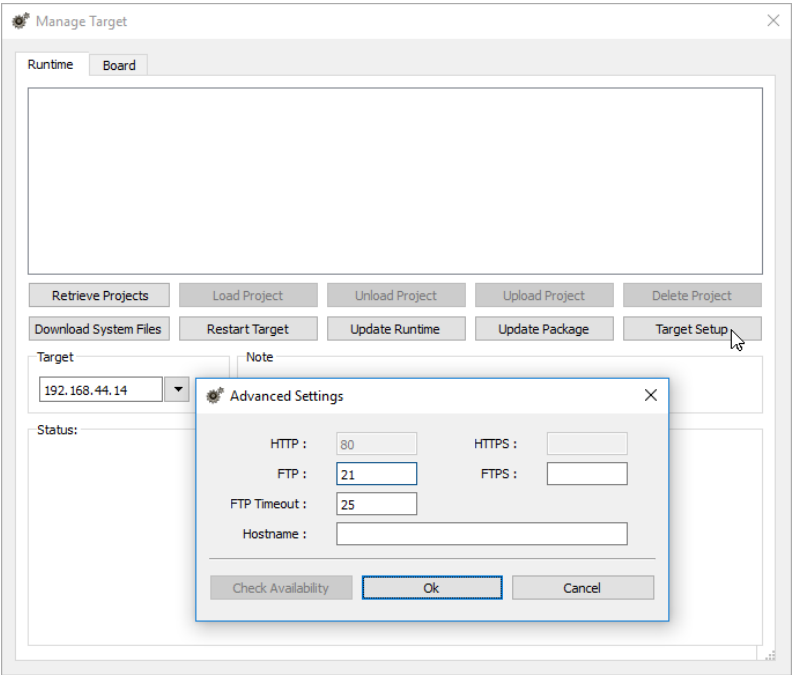 Manage Target
Runtime Board
Retrieve Projects Load Project Unload Project Upload Project Delete Project
Download System Files Restart Target Update Runtime Update Package Target Setup
Target Note
192.168.44.14
Advanced Settings
Status:
HTTP : 80 HTTPS :
FTP : 21 FTPS :
FTP Timeout : 25
Hostname :
Check Availability Ok Cancel